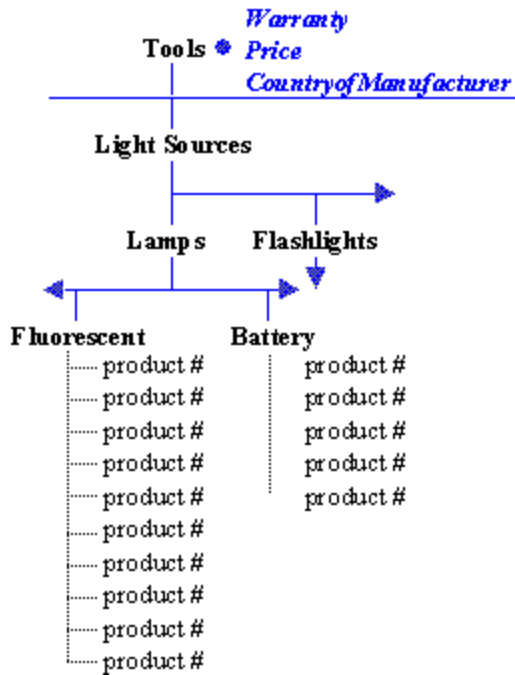 Warranty
Tools
Price
CountryofManufacturer
Light Sources
Lamps Flashlights
Fluorescent Battery
product # product #
product # product #
product # product #
product # product #
product # product #
product #
product #
product #
product #
product #